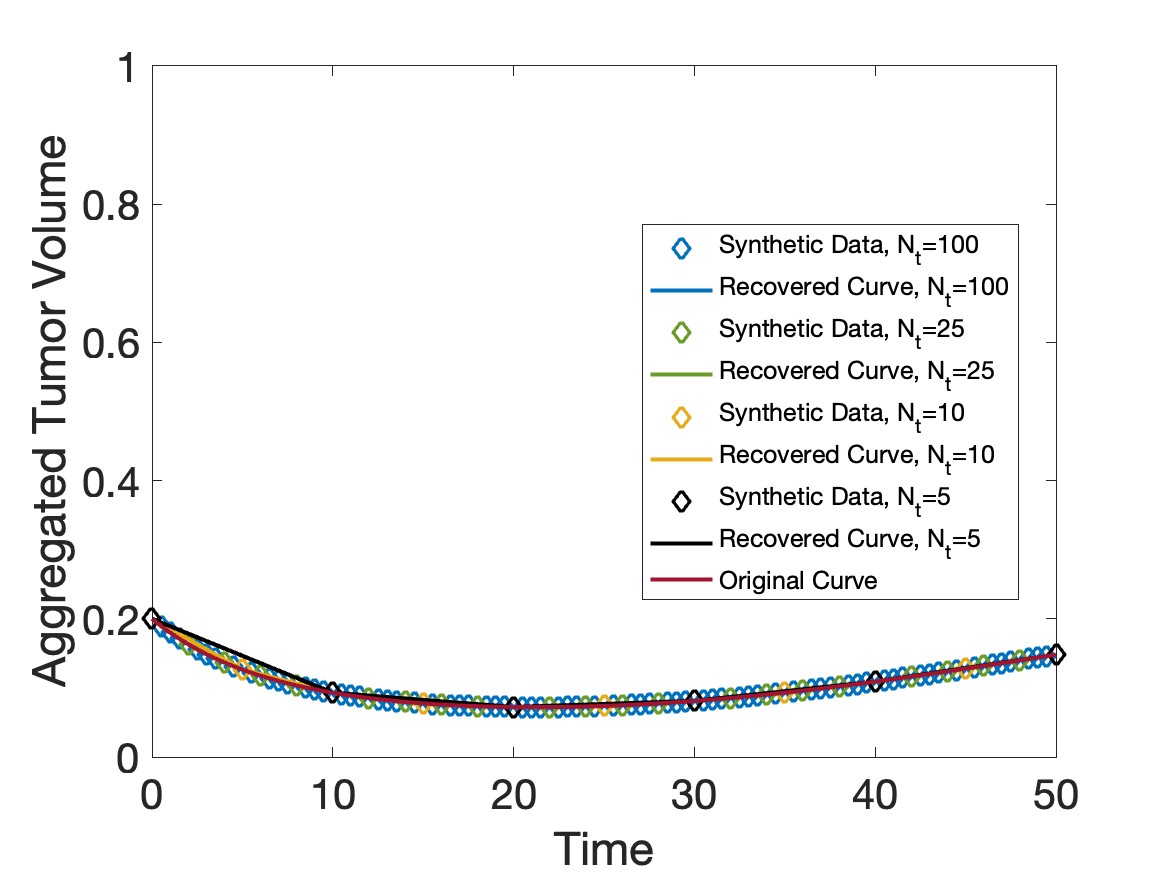 Aggregated Tumor Volume
1
0.8
0.6
0.4
0.2
0
0 10 20 30 40 50
Time
Synthetic Data, N_t=100
Recovered Curve, N_t=100
Synthetic Data, N_t=25
Recovered Curve, N_t=25
Synthetic Data, N_t=10
Recovered Curve, N_t=10
Synthetic Data, N_t=5
Recovered Curve, N_t=5
Original Curve